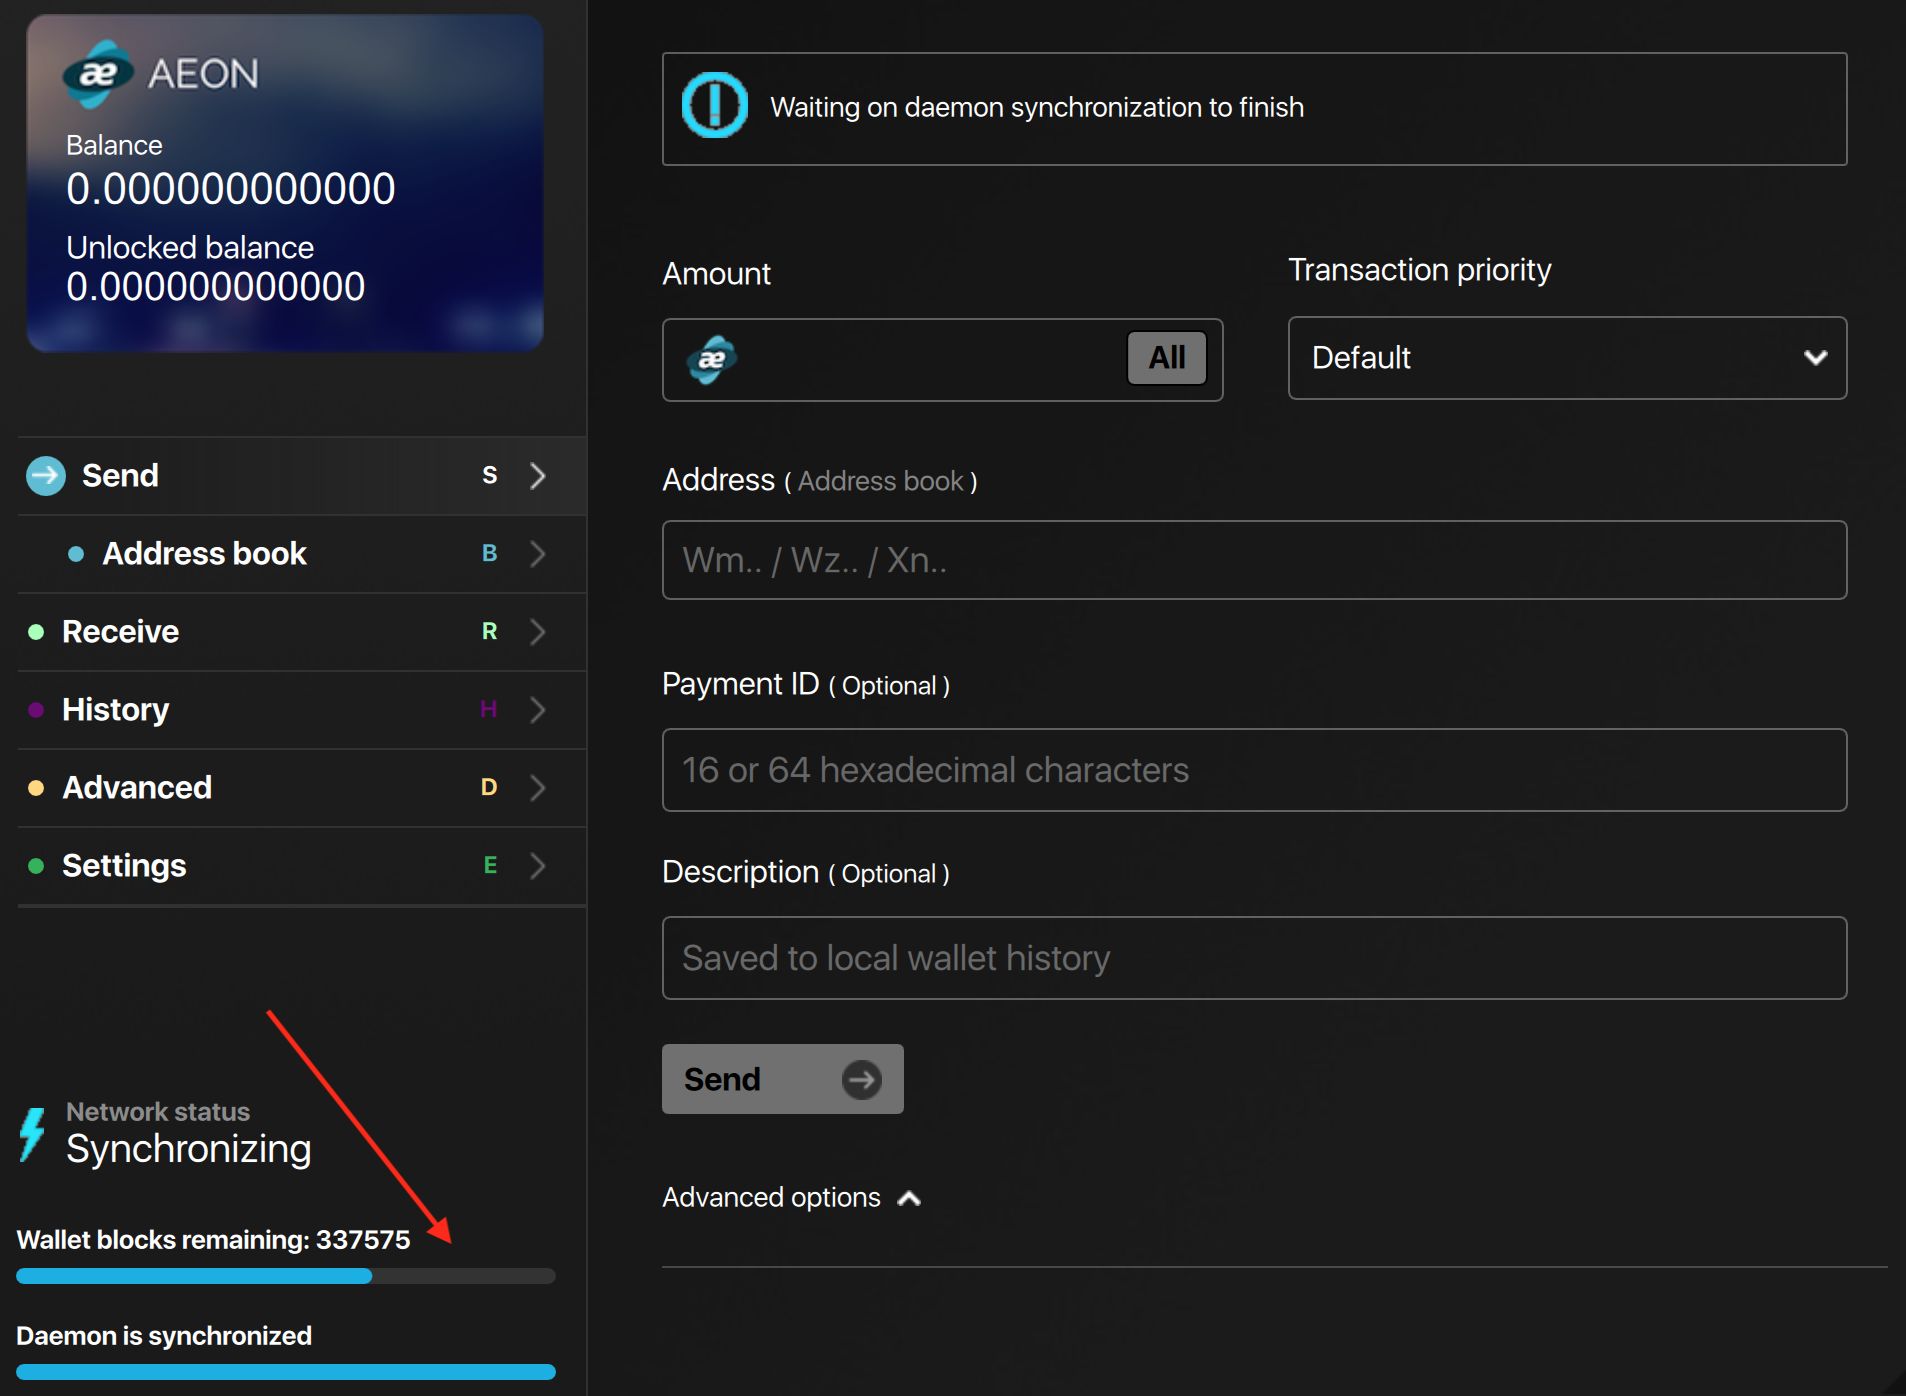 æ AEON
Balance
0.000000000000
Unlocked balance
0.000000000000
Send S
Address book B
Receive R
History H
Advanced D
Settings E
Network status
Synchronizing
Wallet blocks remaining: 337575
Daemon is synchronized
Waiting on daemon synchronization to finish
Amount
æ All
Transaction priority
Default
Address ( Address book )
Wm.. / Wz.. / Xn..
Payment ID ( Optional )
16 or 64 hexadecimal characters
Description ( Optional )
Saved to local wallet history
Send
Advanced options